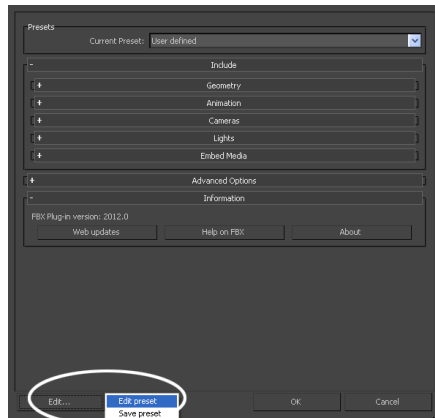 Presets
Current Preset: User defined
- Include
+ Geometry
+ Animation
+ Cameras
+ Lights
+ Embed Media
+ Advanced Options
- Information
FBX Plug-in version: 2012.0
Web updates Help on FBX About
Edit... Edit preset OK Cancel
Save preset